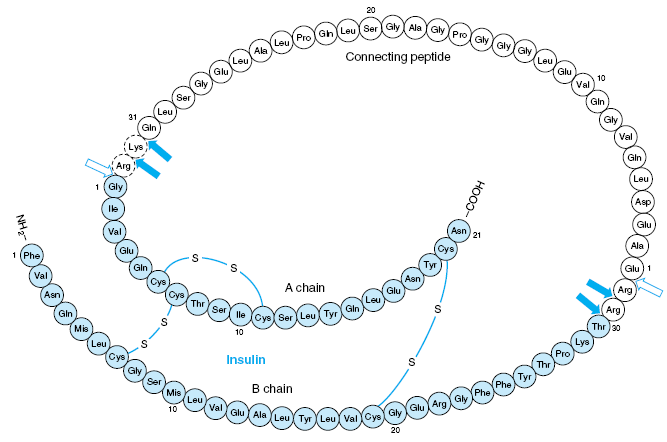 20
Connecting peptide
10
31
Lys
Arg
Gln Leu Ser Gly Glu Leu Ala Leu Pro Gln Leu Ser Gly Ala Gly Pro Gly Gly Gly Leu Glu Val Gln Gly Val Gln Leu Asp Glu Ala Glu Arg Arg
1
1
Gly Ile Val Glu Gln Cys Cys Thr Ser Ile Cys Ser Leu Tyr Gln Leu Glu Asn Tyr Cys Asn
–COOH
21
10
S S
A chain
S
S
S
S
Insulin
B chain
NH₂–
1
Phe Val Asn Gln Mis Leu Cys Gly Ser Mis Leu Val Glu Ala Leu Tyr Leu Val Cys Gly Glu Arg Gly Phe Phe Tyr Thr Pro Lys Thr
10
20
30